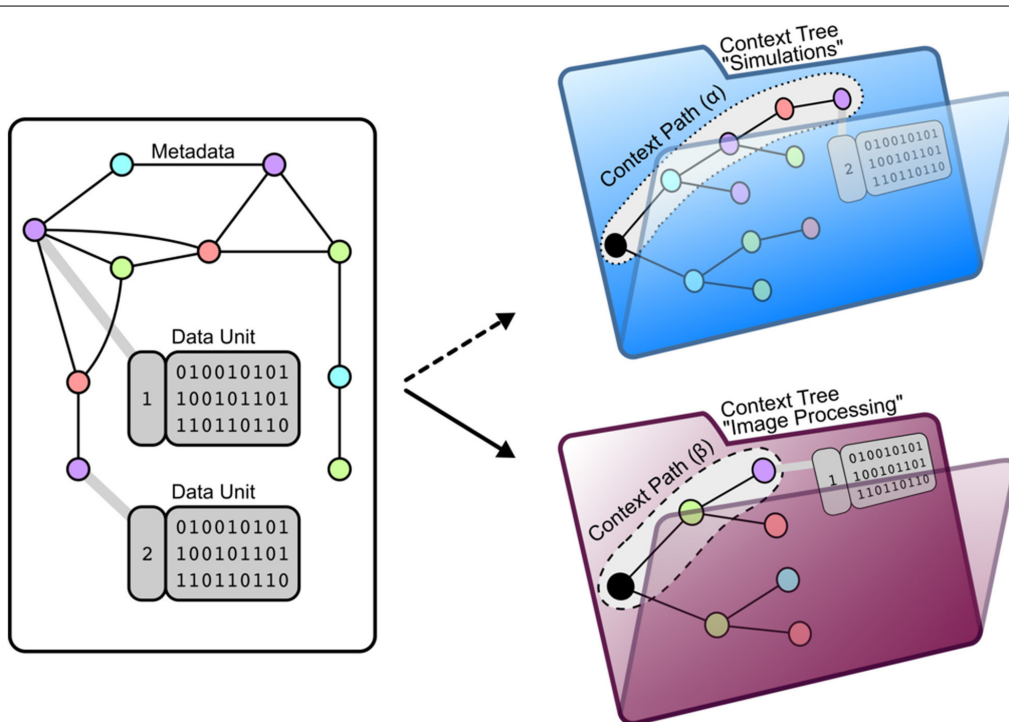 Metadata
Data Unit
1
010010101
100101101
110110110
Data Unit
2
010010101
100101101
110110110
Context Tree
"Simulations"
Context Path (α)
2
010010101
100101101
110110110
Context Tree
"Image Processing"
Context Path (β)
1
010010101
100101101
110110110